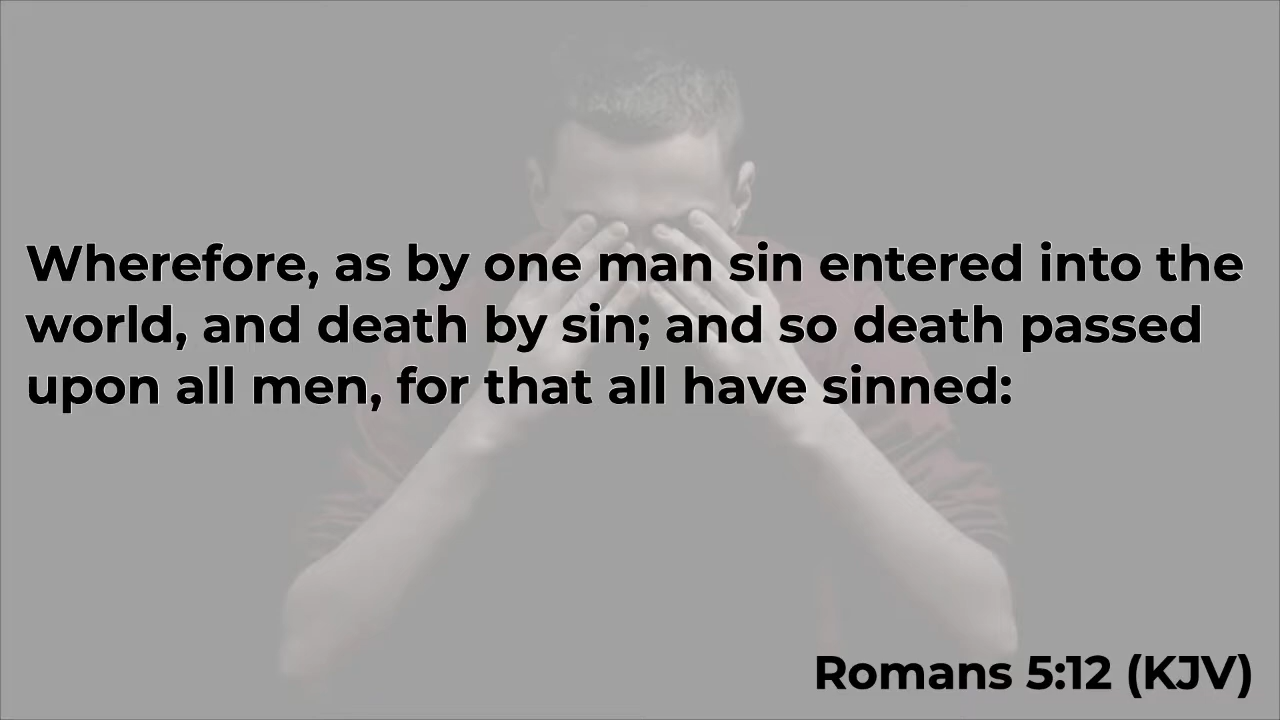 Wherefore, as by one man sin entered into the
world, and death by sin; and so death passed
upon all men, for that all have sinned:
Romans 5:12 (KJV)